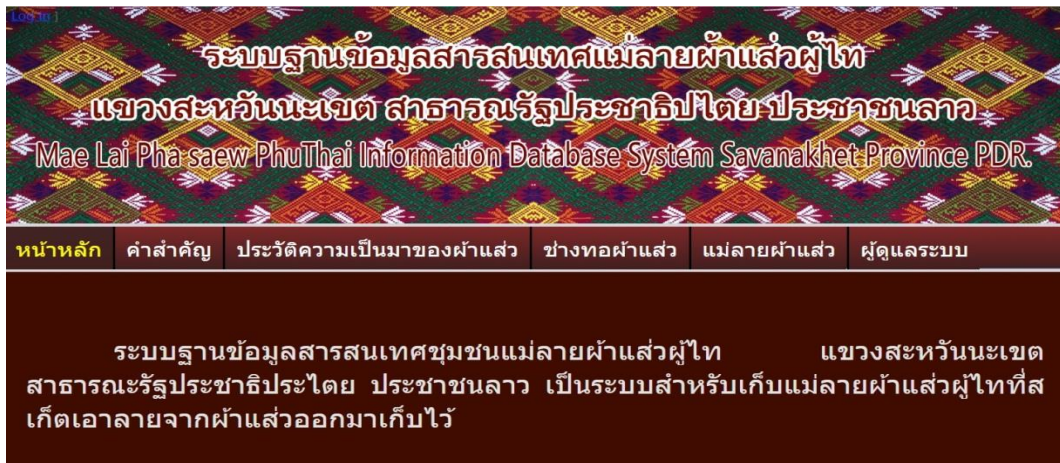 Log in ]
ระบบฐานข้อมูลสารสนเทศแม่ลายผ้าแส่วผู้ไท
แขวงสะหวันนะเขต สาธารณรัฐประชาธิปไตย ประชาชนลาว
Mae Lai Pha saew PhuThai Information Database System Savanakhet Province PDR.
หน้าหลัก คำสำคัญ ประวัติความเป็นมาของผ้าแส่ว ช่างทอผ้าแส่ว แม่ลายผ้าแส่ว ผู้ดูแลระบบ
ระบบฐานข้อมูลสารสนเทศชุมชนแม่ลายผ้าแส่วผู้ไท แขวงสะหวันนะเขต
สาธารณะรัฐประชาธิประไตย ประชาชนลาว เป็นระบบสำหรับเก็บแม่ลายผ้าแส่วผู้ไทที่ส
เก็ตเอาลายจากผ้าแส่วออกมาเก็บไว้